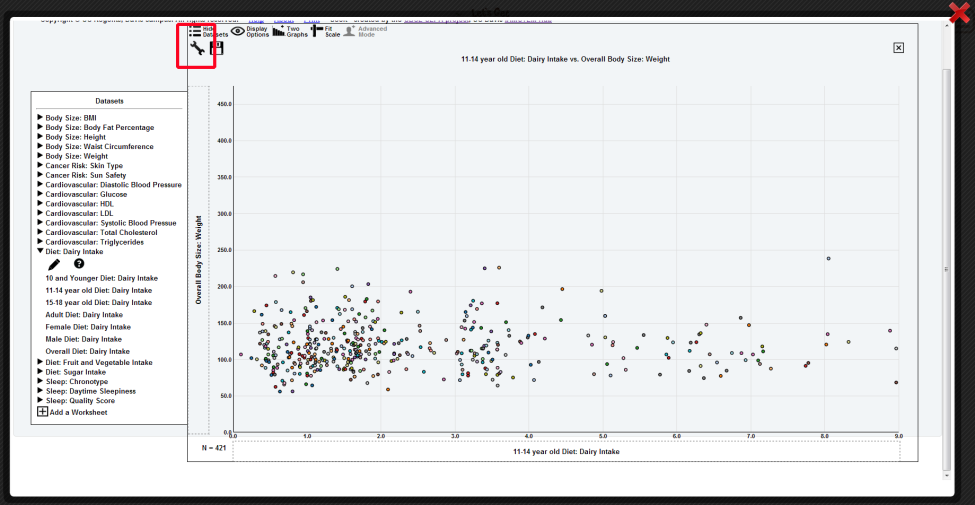 Hide Datasets
Display Options
Two Graphs
Fit Scale
Advanced Mode
11-14 year old Diet: Dairy Intake vs. Overall Body Size: Weight
Datasets
Body Size: BMI
Body Size: Body Fat Percentage
Body Size: Height
Body Size: Waist Circumference
Body Size: Weight
Cancer Risk: Skin Type
Cancer Risk: Sun Safety
Cardiovascular: Diastolic Blood Pressure
Cardiovascular: Glucose
Cardiovascular: HDL
Cardiovascular: LDL
Cardiovascular: Systolic Blood Pressue
Cardiovascular: Total Cholesterol
Cardiovascular: Triglycerides
Diet: Dairy Intake
10 and Younger Diet: Dairy Intake
11-14 year old Diet: Dairy Intake
15-18 year old Diet: Dairy Intake
Adult Diet: Dairy Intake
Female Diet: Dairy Intake
Male Diet: Dairy Intake
Overall Diet: Dairy Intake
Diet: Fruit and Vegetable Intake
Diet: Sugar Intake
Sleep: Chronotype
Sleep: Daytime Sleepiness
Sleep: Quality Score
Add a Worksheet
Overall Body Size: Weight
450.0
400.0
350.0
300.0
250.0
200.0
150.0
100.0
50.0
0.0
0.0 1.0 2.0 3.0 4.0 5.0 6.0 7.0 8.0 9.0
N = 421
11-14 year old Diet: Dairy Intake